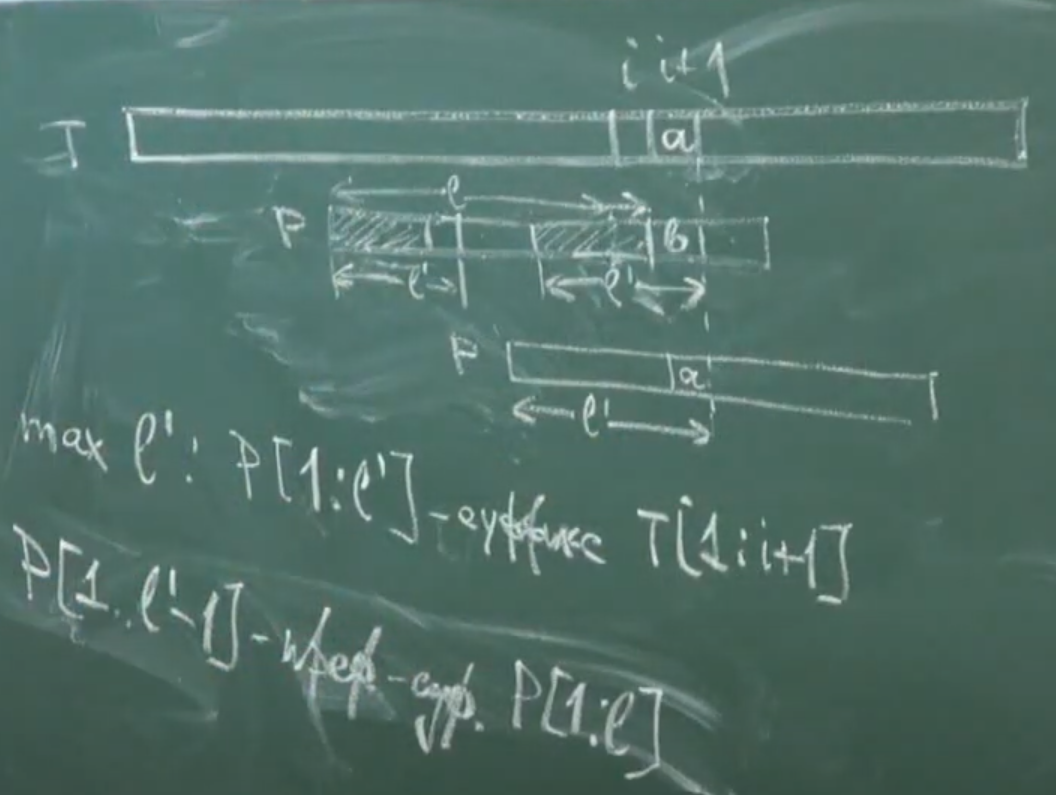 i i+1
T a
ℓ
P b
ℓ' ℓ'
P a
ℓ'
max ℓ': P[1:ℓ'] - суффикс T[1:i+1]
P[1..ℓ'-1] - преф-суф. P[1:ℓ]